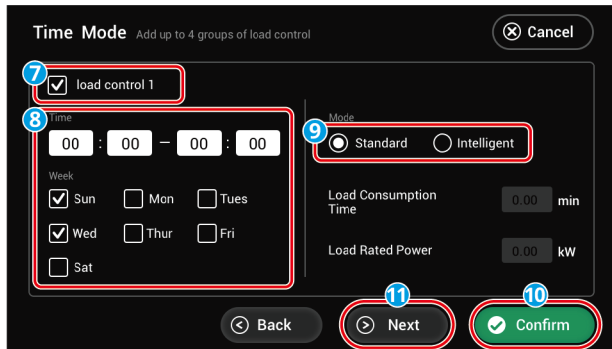 Time Mode Add up to 4 groups of load control
Cancel
7
load control 1
8
Time
00 : 00 – 00 : 00
Week
Sun Mon Tues
Wed Thur Fri
Sat
9
Mode
Standard Intelligent
Load Consumption
Time
0.00 min
Load Rated Power 0.00 kW
11
10
Back Next Confirm